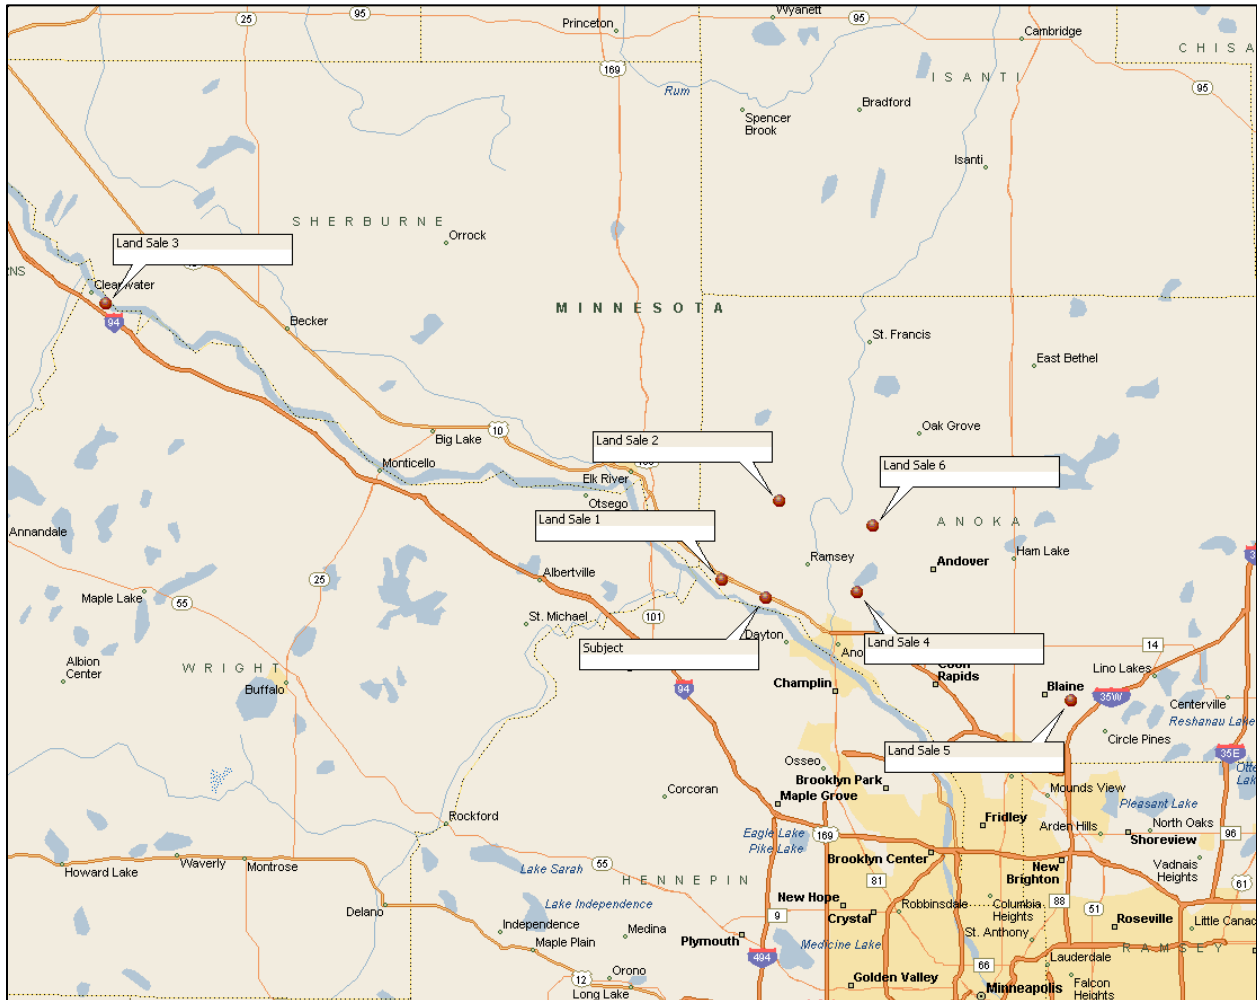 Wyanett
95
25
95
Princeton
Cambridge
CHISA
169
ISANTI
95
Rum
Spencer
Brook
Bradford
Isanti
SHERBURNE
Orrock
Land Sale 3
RNS
Clearwater
94
MINNESOTA
Becker
St. Francis
East Bethel
10
Big Lake
Land Sale 2
Oak Grove
Monticello
Elk River
Land Sale 6
Otsego
Annandale
Land Sale 1
ANOKA
Ramsey
Ham Lake
35
Andover
Albertville
25
Maple Lake
55
St. Michael
101
Dayton
Subject
Land Sale 4
Ano
14
Albion
Center
WRIGHT
Coon
Rapids
Lino Lakes
Buffalo
94
Champlin
Blaine
35W
Centerville
Reshanau Lake
Circle Pines
Land Sale 5
35E
Osseo
Brooklyn Park
Otte
Lak
Maple Grove
Corcoran
Mounds View
Pleasant Lake
Rockford
Fridley
Arden Hills
North Oaks
Shoreview
96
Eagle Lake
Pike Lake
169
Howard Lake
Waverly
Montrose
Lake Sarah
55
Brooklyn Center
New
Brighton
Vadnais
Heights
HENNEPIN
81
61
Delano
Lake Independence
New Hope
Crystal
Robbinsdale
Columbia
Heights
88
51
Roseville
9
Independence
Medina
Plymouth
St. Anthony
Little Canad
Maple Plain
Medicine Lake
RAMSEY
494
66
Lauderdale
12
Orono
Long Lake
Golden Valley
Minneapolis
Falcon
Heights